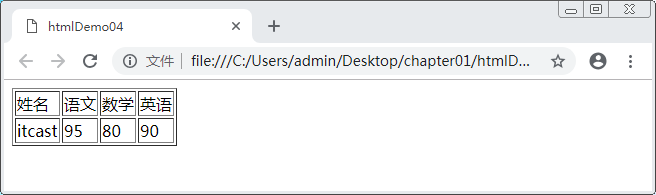 htmlDemo04
文件 file:///C:/Users/admin/Desktop/chapter01/htmlD...
姓名 语文 数学 英语
itcast 95 80 90